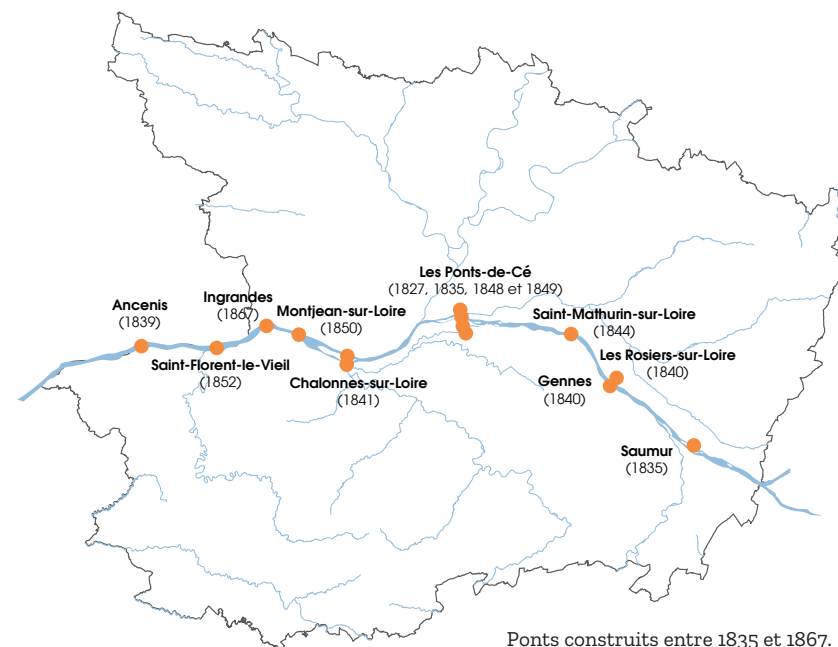 Les Ponts-de-Cé
(1827, 1835, 1848 et 1849)
Ancenis
(1839)
Ingrandes
(1867)
Montjean-sur-Loire
(1850)
Saint-Mathurin-sur-Loire
(1844)
Saint-Florent-le-Vieil
(1852)
Chalonnes-sur-Loire
(1841)
Les Rosiers-sur-Loire
(1840)
Gennes
(1840)
Saumur
(1835)
Ponts construits entre 1835 et 1867.